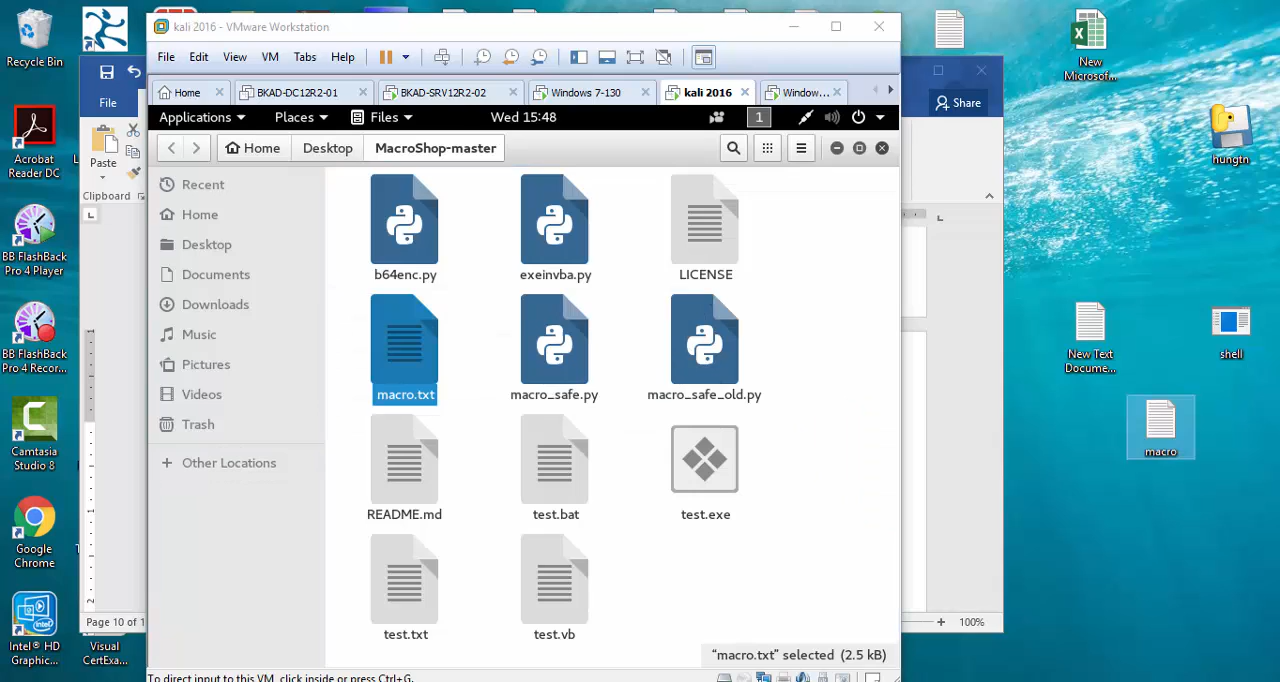 kali 2016 - VMware Workstation
File Edit View VM Tabs Help
Home BKAD-DC12R2-01 BKAD-SRV12R2-02 Windows 7-130 kali 2016 Window...
Applications Places Files Wed 15:48 1
Home Desktop MacroShop-master
Recent
Home
Desktop
Documents
Downloads
Music
Pictures
Videos
Trash
Other Locations
b64enc.py exeinvba.py LICENSE
macro.txt macro_safe.py macro_safe_old.py
README.md test.bat test.exe
test.txt test.vb
"macro.txt" selected (2.5 kB)
To direct input to this VM, click inside or press Ctrl+G.
Recycle Bin
Acrobat
Reader DC
BB FlashBack
Pro 4 Player
BB FlashBack
Pro 4 Recor...
Camtasia
Studio 8
Google
Chrome
Intel® HD
Graphic...
Visual
CertExa...
File
Share
Paste
Clipboard
Page 10 of 1
100%
New
Microsof...
hungtn
New Text
Docume...
shell
macro